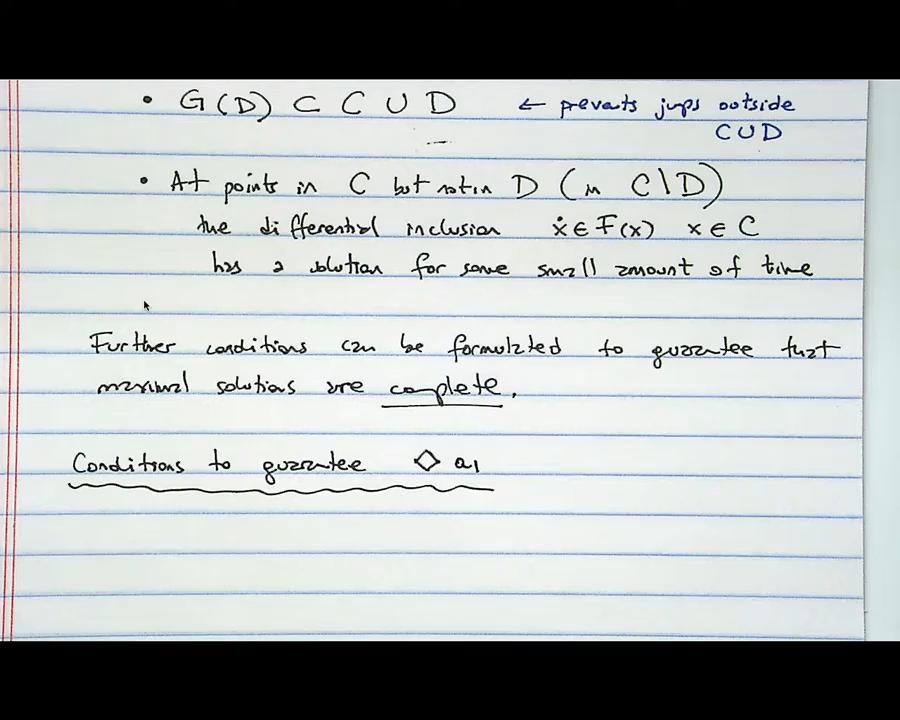 • G(D) ⊂ C ∪ D ← prevents jumps outside
C∪D
• At points in C but not in D (in C\D)
the differential inclusion ẋ ∈ F(x) x ∈ C
has a solution for some small amount of time
Further conditions can be formulated to guarantee that
maximal solutions are complete.
Conditions to guarantee ◇ a₁